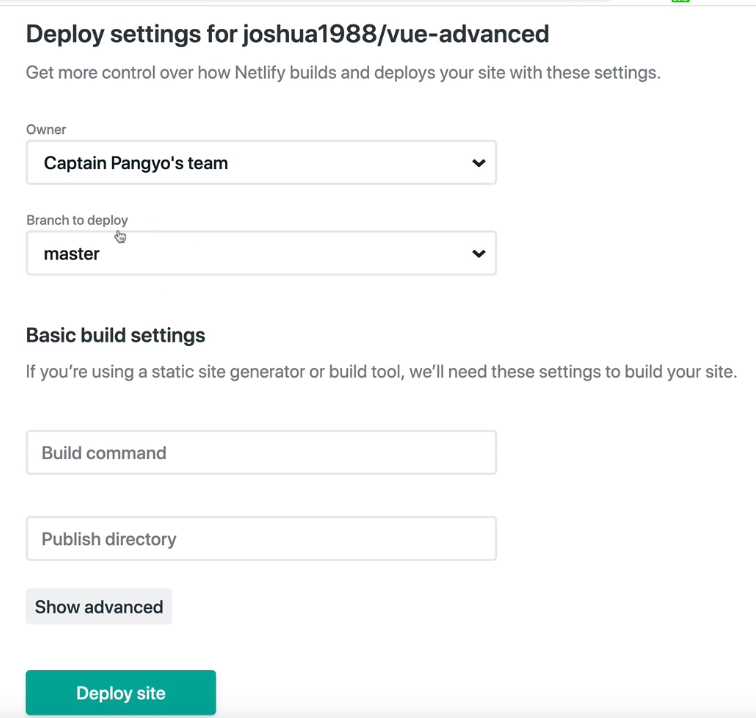 Deploy settings for joshua1988/vue-advanced
Get more control over how Netlify builds and deploys your site with these settings.
Owner
Captain Pangyo's team
Branch to deploy
master
Basic build settings
If you’re using a static site generator or build tool, we’ll need these settings to build your site.
Build command
Publish directory
Show advanced
Deploy site